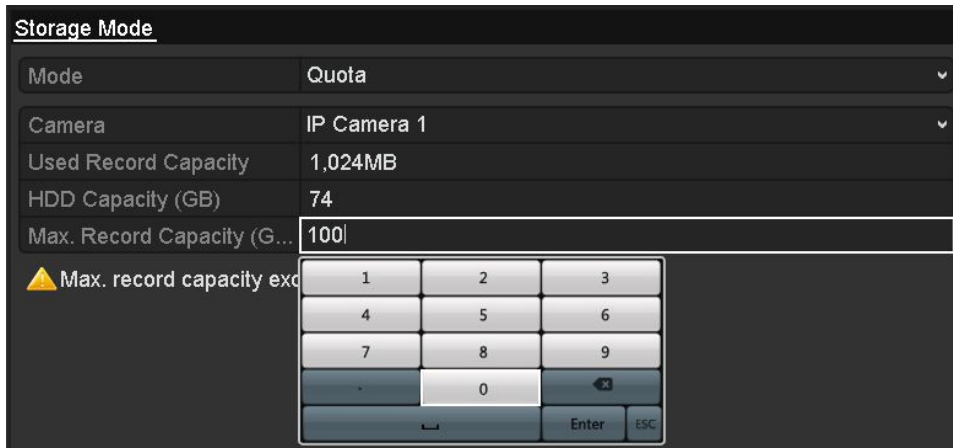 Storage Mode
Mode Quota
Camera IP Camera 1
Used Record Capacity 1,024MB
HDD Capacity (GB) 74
Max. Record Capacity (G... 100
Max. record capacity exc
1 2 3
4 5 6
7 8 9
. 0
Enter ESC